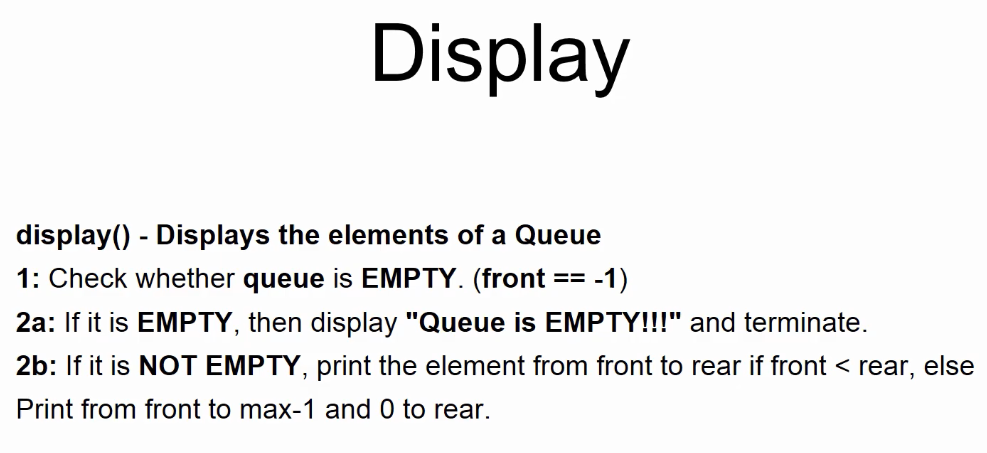 Display
display() - Displays the elements of a Queue
1: Check whether queue is EMPTY. (front == -1)
2a: If it is EMPTY, then display "Queue is EMPTY!!!" and terminate.
2b: If it is NOT EMPTY, print the element from front to rear if front < rear, else
Print from front to max-1 and 0 to rear.